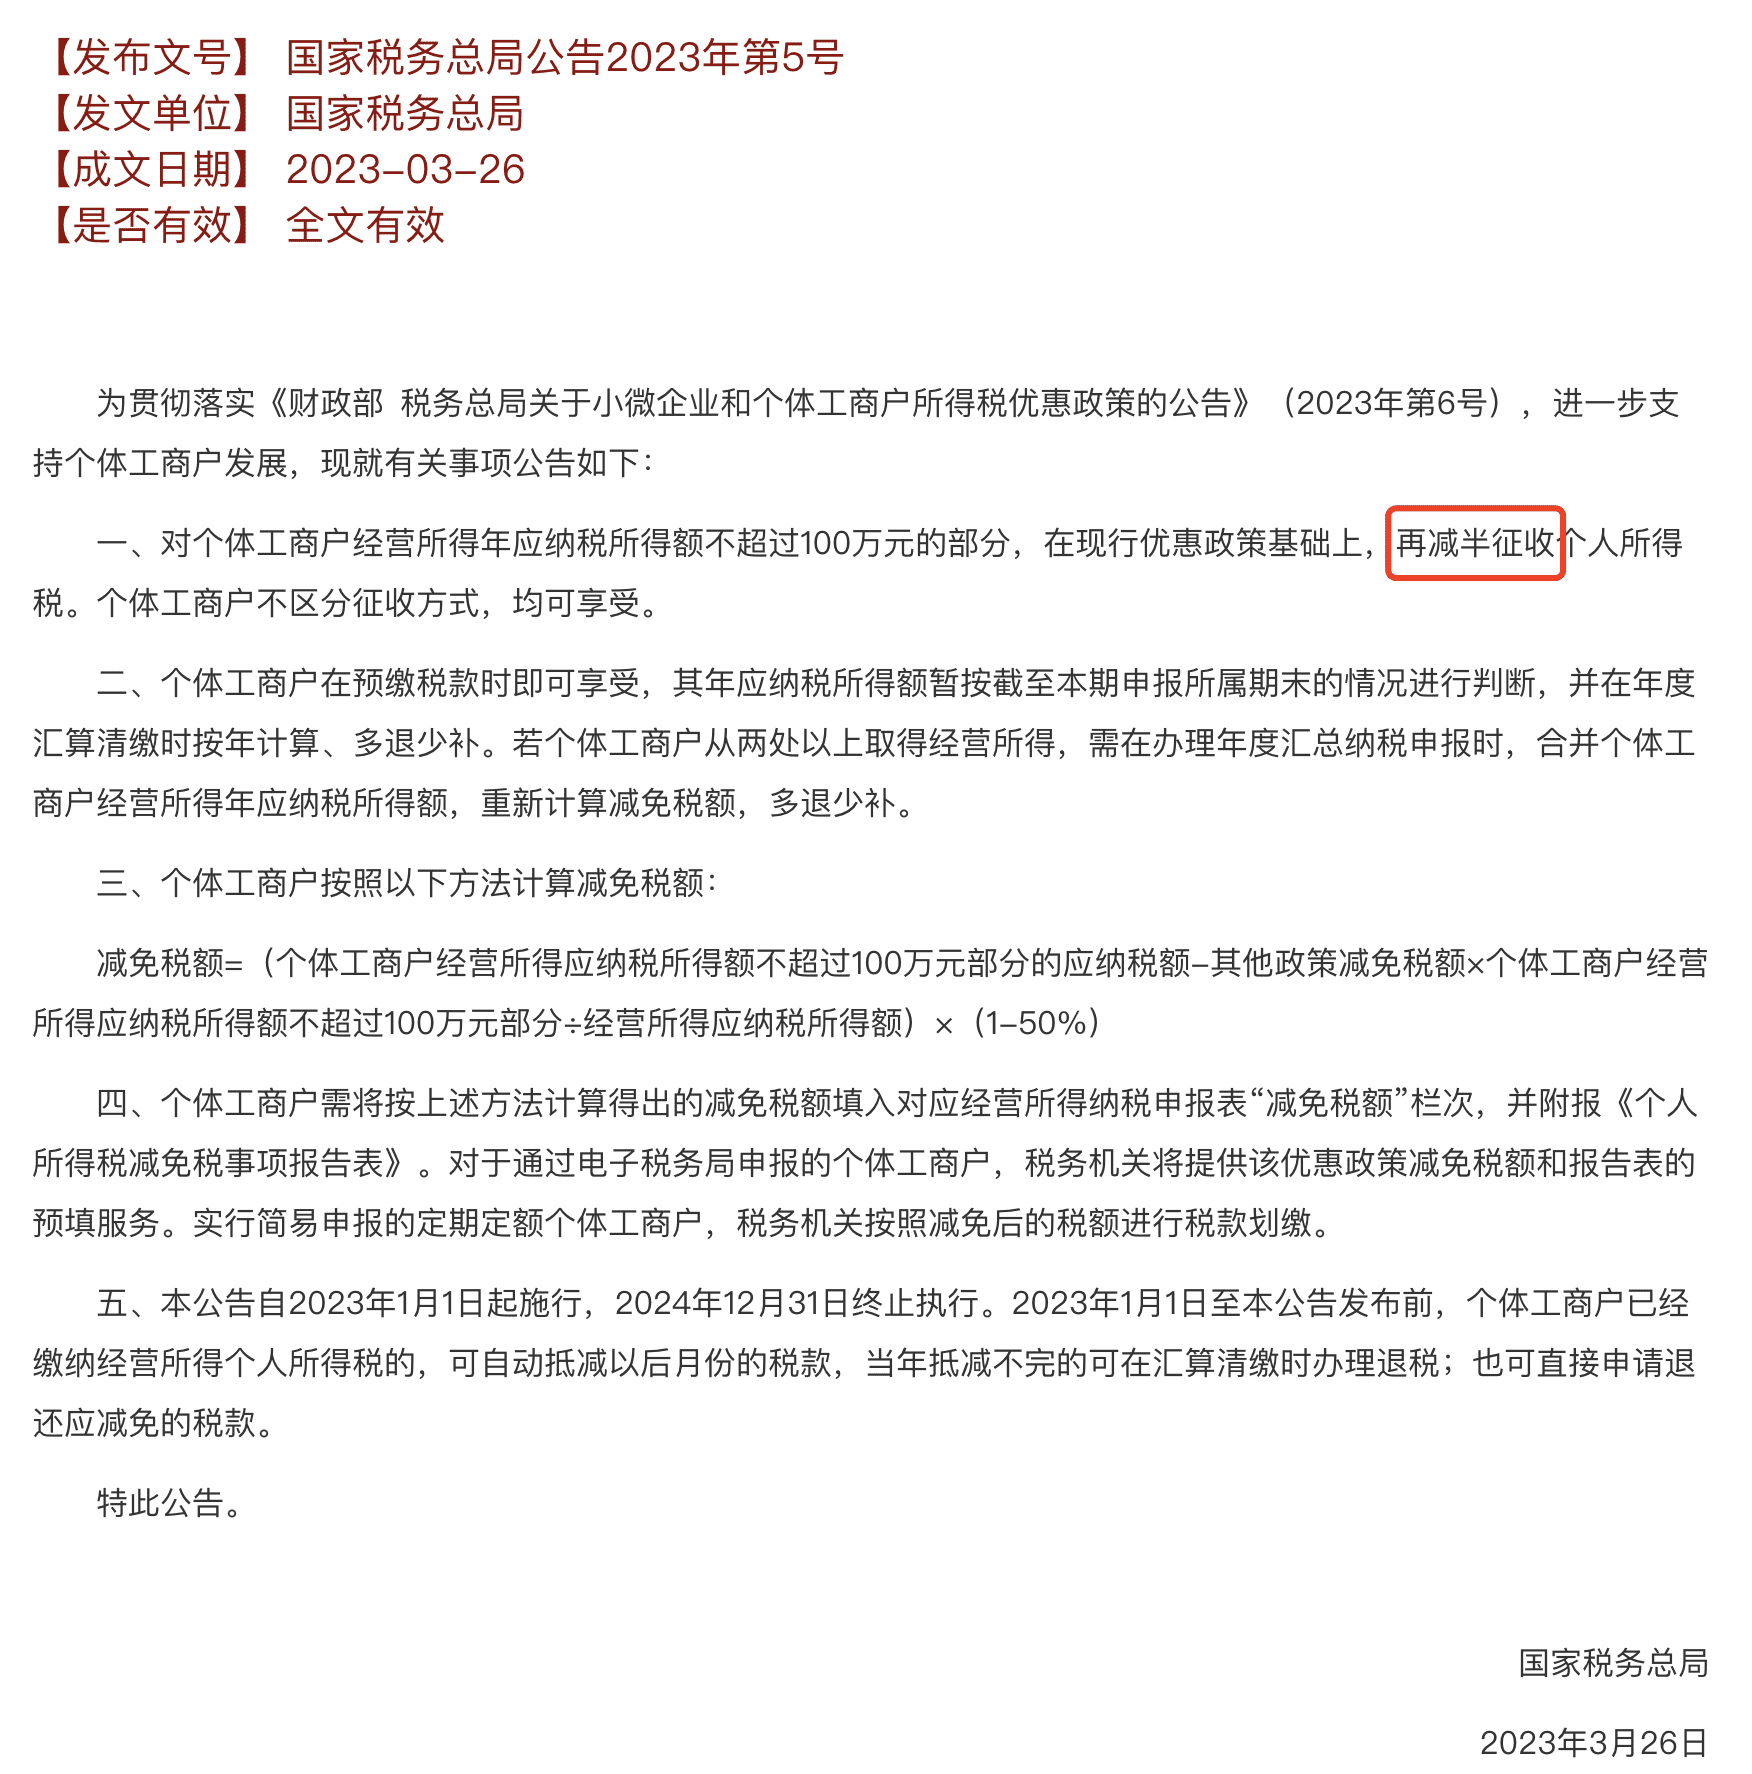 【发布文号】 国家税务总局公告2023年第5号
【发文单位】 国家税务总局
【成文日期】 2023-03-26
【是否有效】 全文有效
为贯彻落实《财政部 税务总局关于小微企业和个体工商户所得税优惠政策的公告》（2023年第6号），进一步支
持个体工商户发展，现就有关事项公告如下：
一、对个体工商户经营所得年应纳税所得额不超过100万元的部分，在现行优惠政策基础上，再减半征收个人所得
税。个体工商户不区分征收方式，均可享受。
二、个体工商户在预缴税款时即可享受，其年应纳税所得额暂按截至本期申报所属期末的情况进行判断，并在年度
汇算清缴时按年计算、多退少补。若个体工商户从两处以上取得经营所得，需在办理年度汇总纳税申报时，合并个体工
商户经营所得年应纳税所得额，重新计算减免税额，多退少补。
三、个体工商户按照以下方法计算减免税额：
减免税额=（个体工商户经营所得应纳税所得额不超过100万元部分的应纳税额-其他政策减免税额×个体工商户经营
所得应纳税所得额不超过100万元部分÷经营所得应纳税所得额）×（1-50%）
四、个体工商户需将按上述方法计算得出的减免税额填入对应经营所得纳税申报表“减免税额”栏次，并附报《个人
所得税减免税事项报告表》。对于通过电子税务局申报的个体工商户，税务机关将提供该优惠政策减免税额和报告表的
预填服务。实行简易申报的定期定额个体工商户，税务机关按照减免后的税额进行税款划缴。
五、本公告自2023年1月1日起施行，2024年12月31日终止执行。2023年1月1日至本公告发布前，个体工商户已经
缴纳经营所得个人所得税的，可自动抵减以后月份的税款，当年抵减不完的可在汇算清缴时办理退税；也可直接申请退
还应减免的税款。
特此公告。
国家税务总局
2023年3月26日